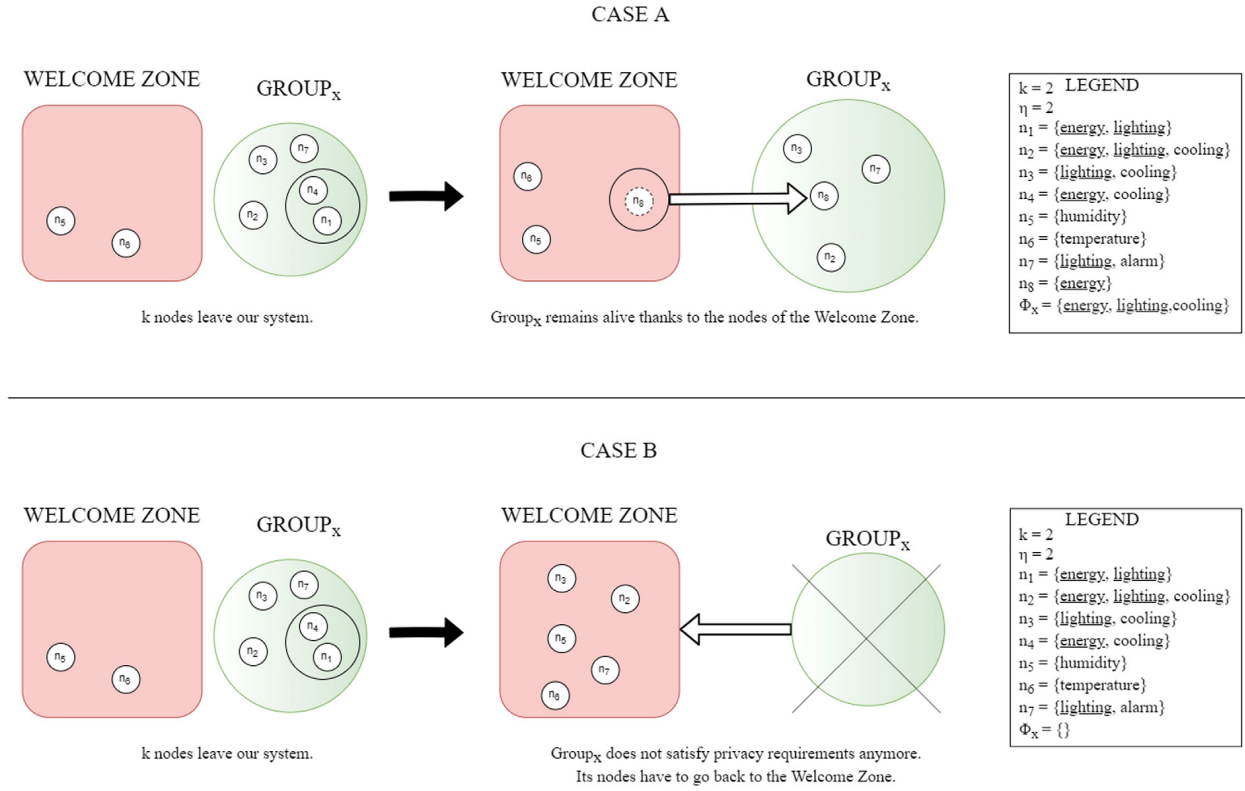 CASE A
WELCOME ZONE
GROUPx
n3
n7
n4
n2
n1
n5
n6
k nodes leave our system.
WELCOME ZONE
GROUPx
n6
n8
n5
n3
n7
n8
n2
Groupx remains alive thanks to the nodes of the Welcome Zone.
LEGEND
k = 2
η = 2
n1 = {energy, lighting}
n2 = {energy, lighting, cooling}
n3 = {lighting, cooling}
n4 = {energy, cooling}
n5 = {humidity}
n6 = {temperature}
n7 = {lighting, alarm}
n8 = {energy}
Φx = {energy, lighting,cooling}
CASE B
WELCOME ZONE
GROUPx
n3
n7
n4
n2
n1
n5
n6
k nodes leave our system.
WELCOME ZONE
GROUPx
n3
n2
n5
n7
n6
Groupx does not satisfy privacy requirements anymore.
Its nodes have to go back to the Welcome Zone.
LEGEND
k = 2
η = 2
n1 = {energy, lighting}
n2 = {energy, lighting, cooling}
n3 = {lighting, cooling}
n4 = {energy, cooling}
n5 = {humidity}
n6 = {temperature}
n7 = {lighting, alarm}
Φx = {}